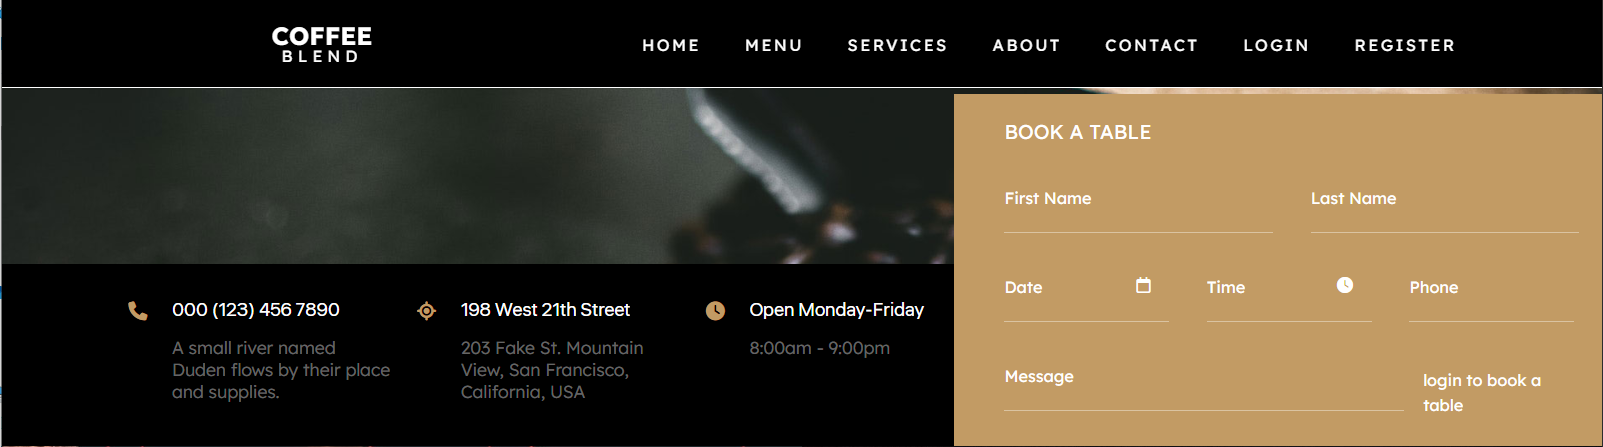 COFFEE
BLEND
HOME MENU SERVICES ABOUT CONTACT LOGIN REGISTER
000 (123) 456 7890
A small river named
Duden flows by their place
and supplies.
198 West 21th Street
203 Fake St. Mountain
View, San Francisco,
California, USA
Open Monday-Friday
8:00am - 9:00pm
BOOK A TABLE
First Name Last Name
Date Time Phone
Message
login to book a
table